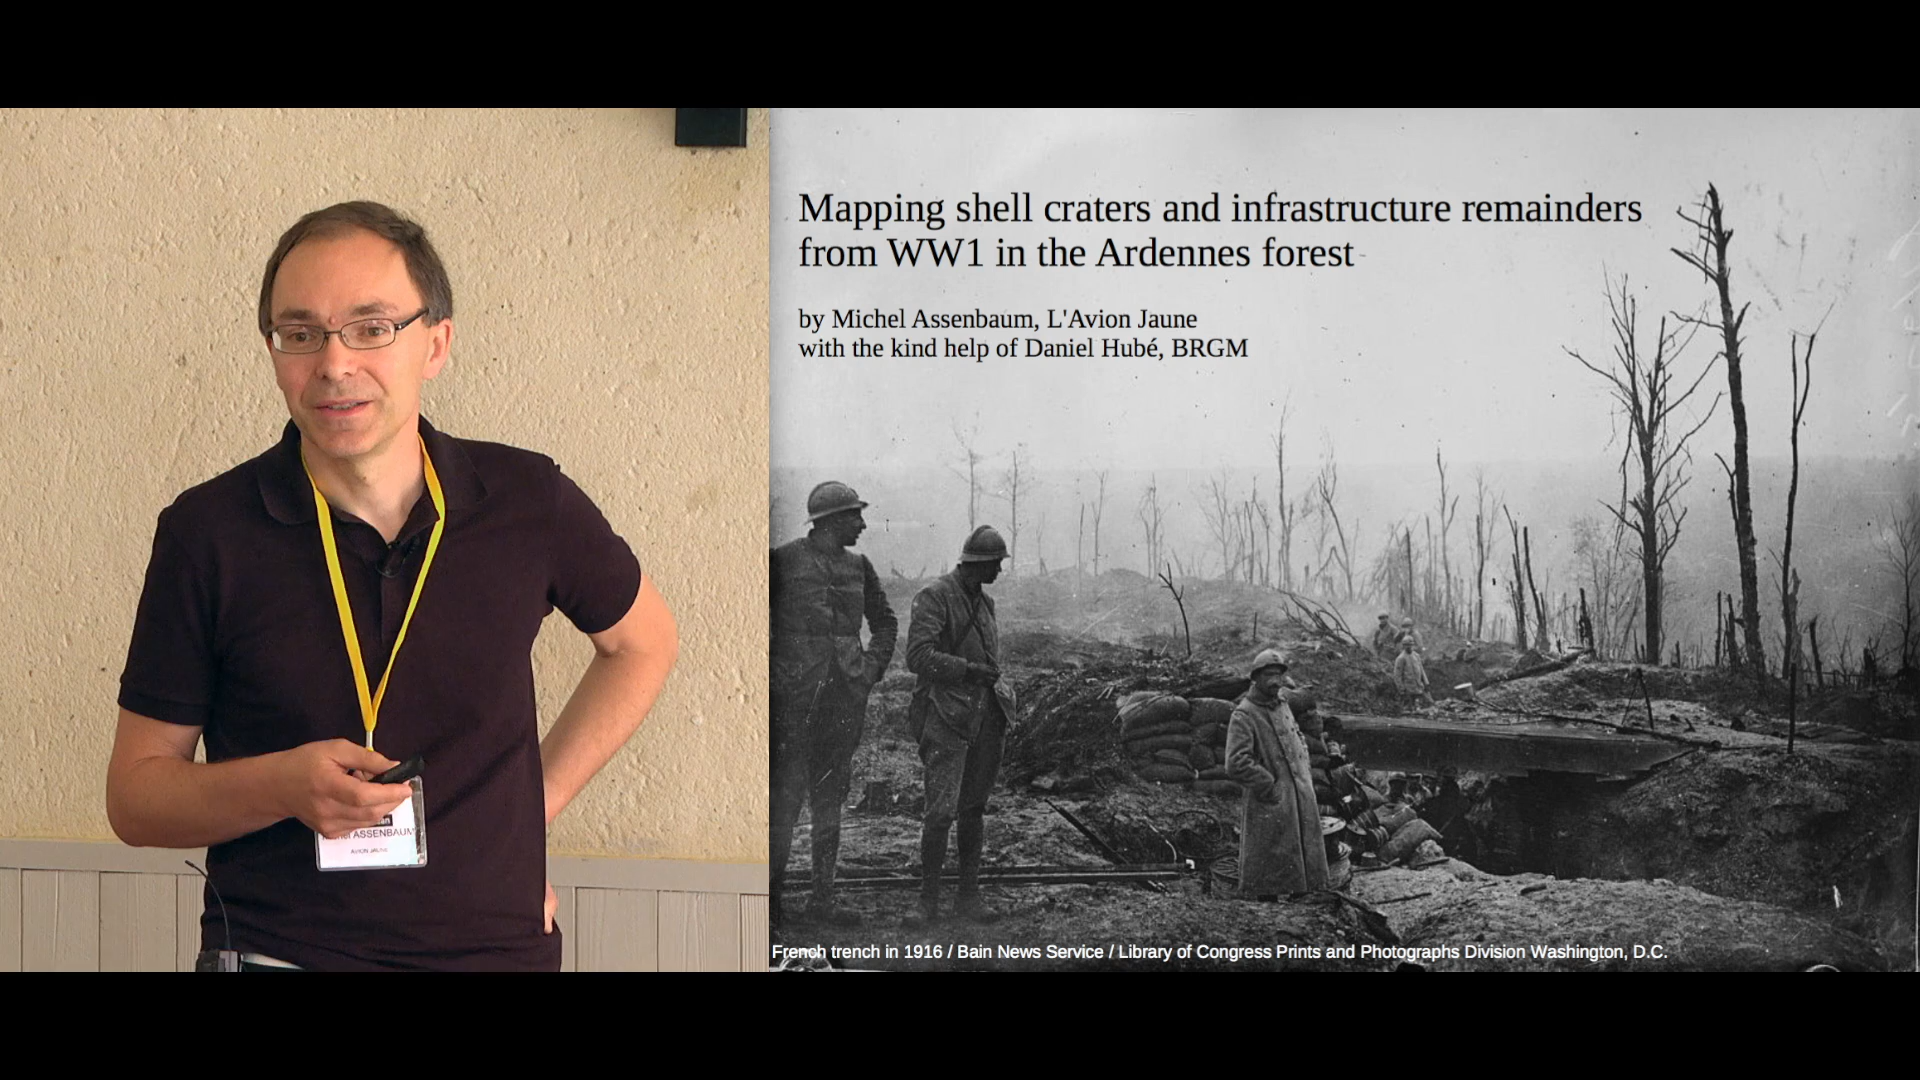 Mapping shell craters and infrastructure remainders
from WW1 in the Ardennes forest
by Michel Assenbaum, L'Avion Jaune
with the kind help of Daniel Hubé, BRGM
French trench in 1916 / Bain News Service / Library of Congress Prints and Photographs Division Washington, D.C.
ASSENBAUM
AVION JAUNE